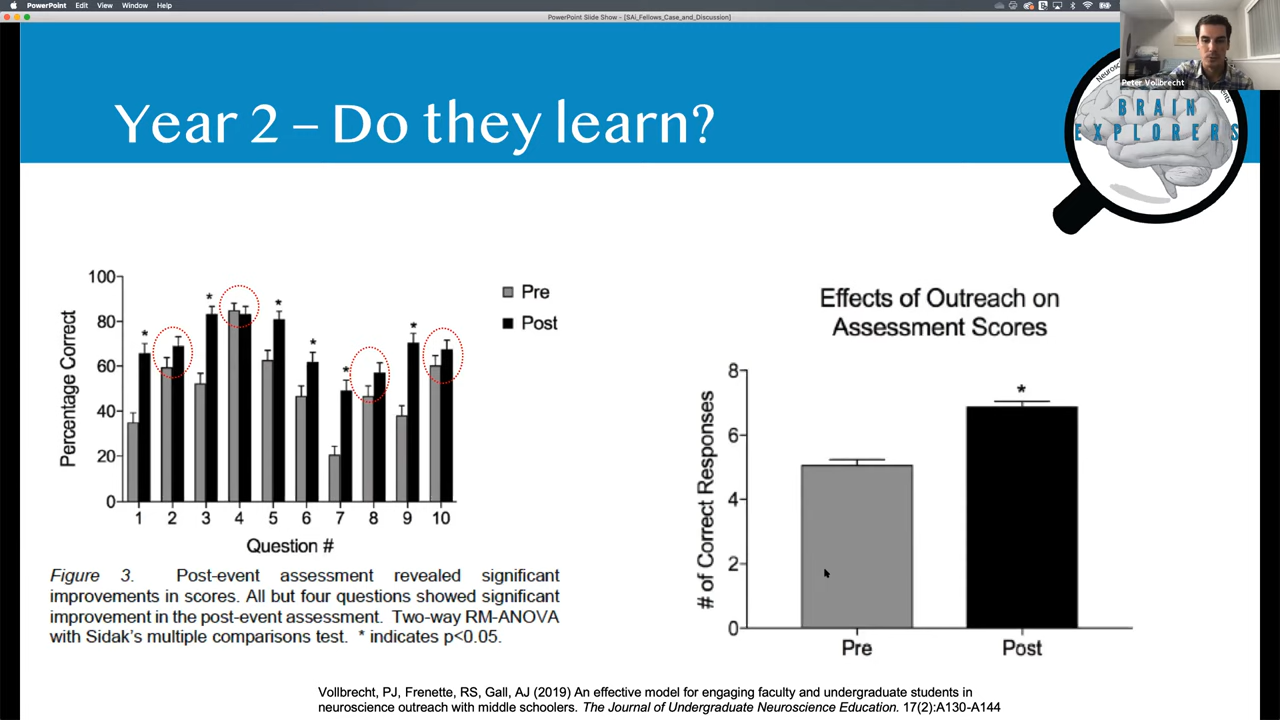 PowerPoint Edit View Window Help
PowerPoint Slide Show - [SAi_Fellows_Case_and_Discussion]
Peter Vollbrecht
BRAIN
EXPLORERS
Year 2 – Do they learn?
100
80
60
40
20
0
Percentage Correct
* * * * * *
1 2 3 4 5 6 7 8 9 10
Question #
Pre
Post
Figure 3. Post-event assessment revealed significant
improvements in scores. All but four questions showed significant
improvement in the post-event assessment. Two-way RM-ANOVA
with Sidak's multiple comparisons test. * indicates p<0.05.
Effects of Outreach on
Assessment Scores
8
6
4
2
0
# of Correct Responses
*
Pre Post
Vollbrecht, PJ, Frenette, RS, Gall, AJ (2019) An effective model for engaging faculty and undergraduate students in
neuroscience outreach with middle schoolers. The Journal of Undergraduate Neuroscience Education. 17(2):A130-A144